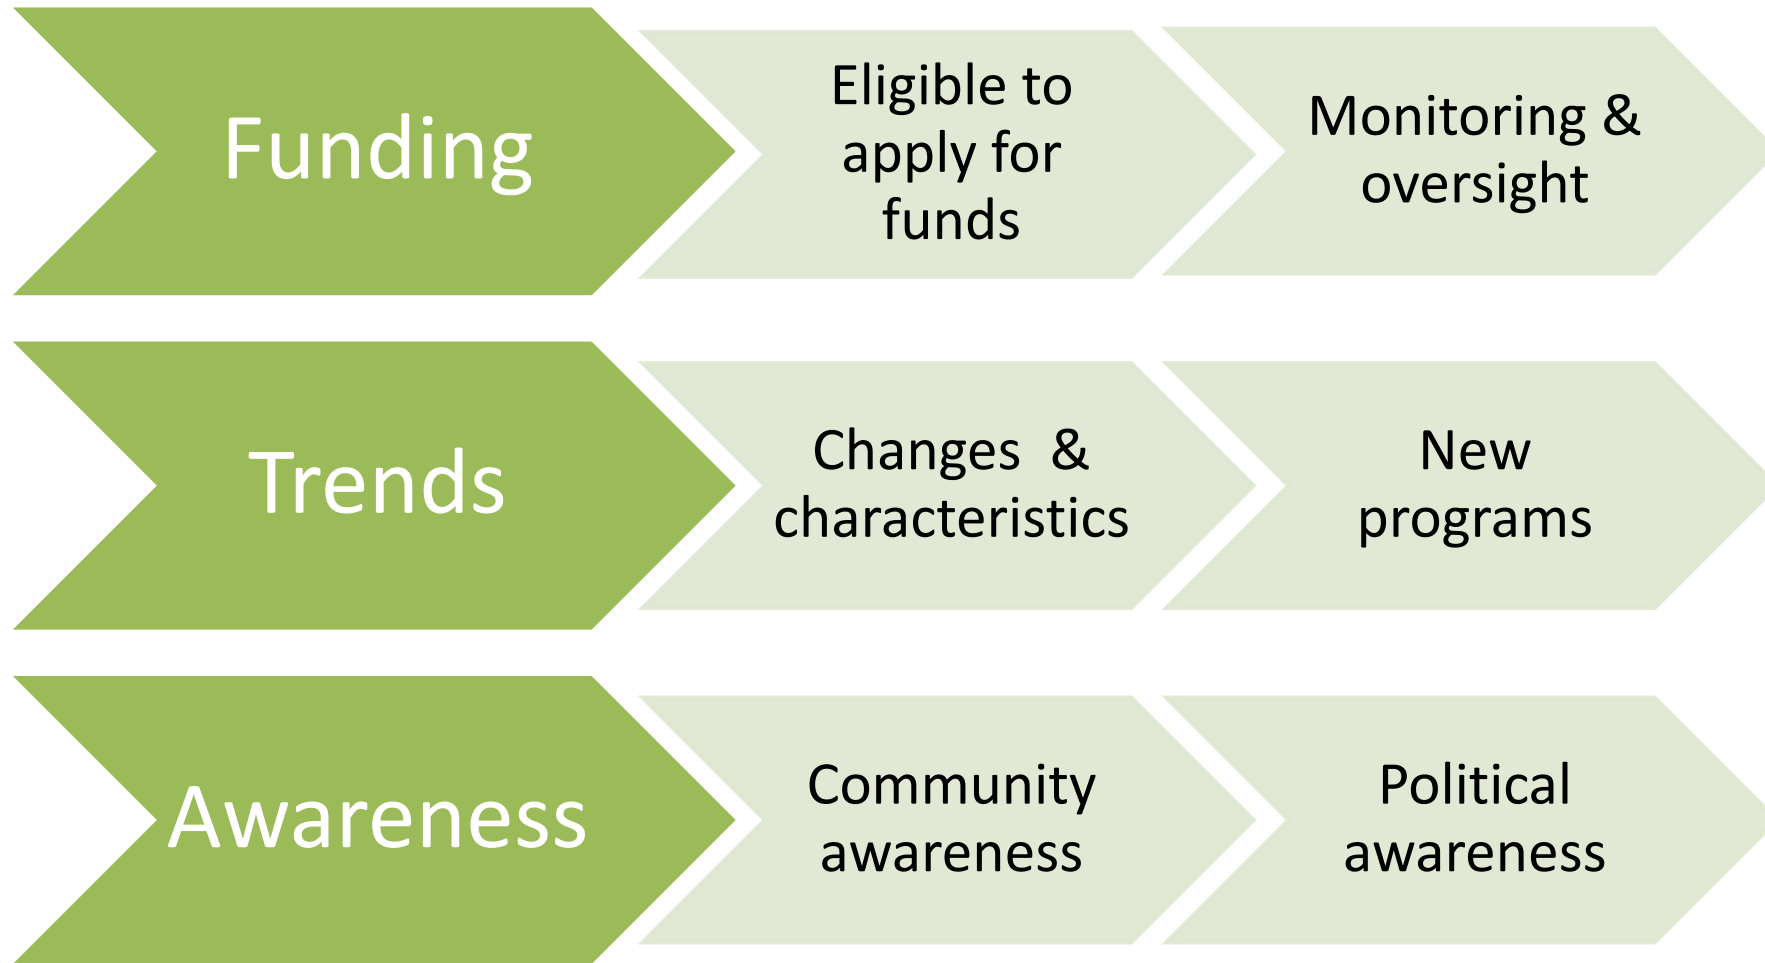 Funding
Eligible to
apply for
funds
Monitoring &
oversight
Trends
Changes  &
characteristics
New
programs
Awareness
Community
awareness
Political
awareness